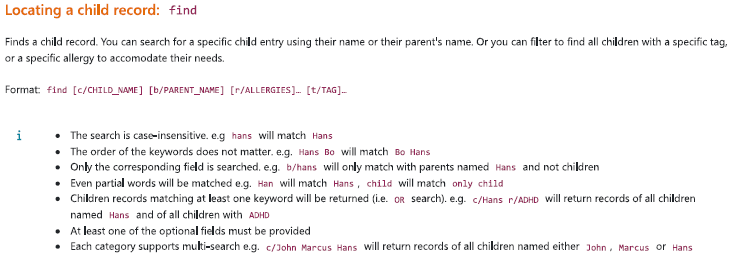 Locating a child record: find
Finds a child record. You can search for a specific child entry using their name or their parent's name. Or you can filter to find all children with a specific tag,
or a specific allergy to accomodate their needs.
Format: find [c/CHILD_NAME] [b/PARENT_NAME] [r/ALLERGIES]… [t/TAG]…
i
• The search is case-insensitive. e.g hans will match Hans
• The order of the keywords does not matter. e.g. Hans Bo will match Bo Hans
• Only the corresponding field is searched. e.g. b/hans will only match with parents named Hans and not children
• Even partial words will be matched e.g. Han will match Hans , child will match only child
• Children records matching at least one keyword will be returned (i.e. OR search). e.g. c/Hans r/ADHD will return records of all children
named Hans and of all children with ADHD
• At least one of the optional fields must be provided
• Each category supports multi-search e.g. c/John Marcus Hans will return records of all children named either John , Marcus or Hans